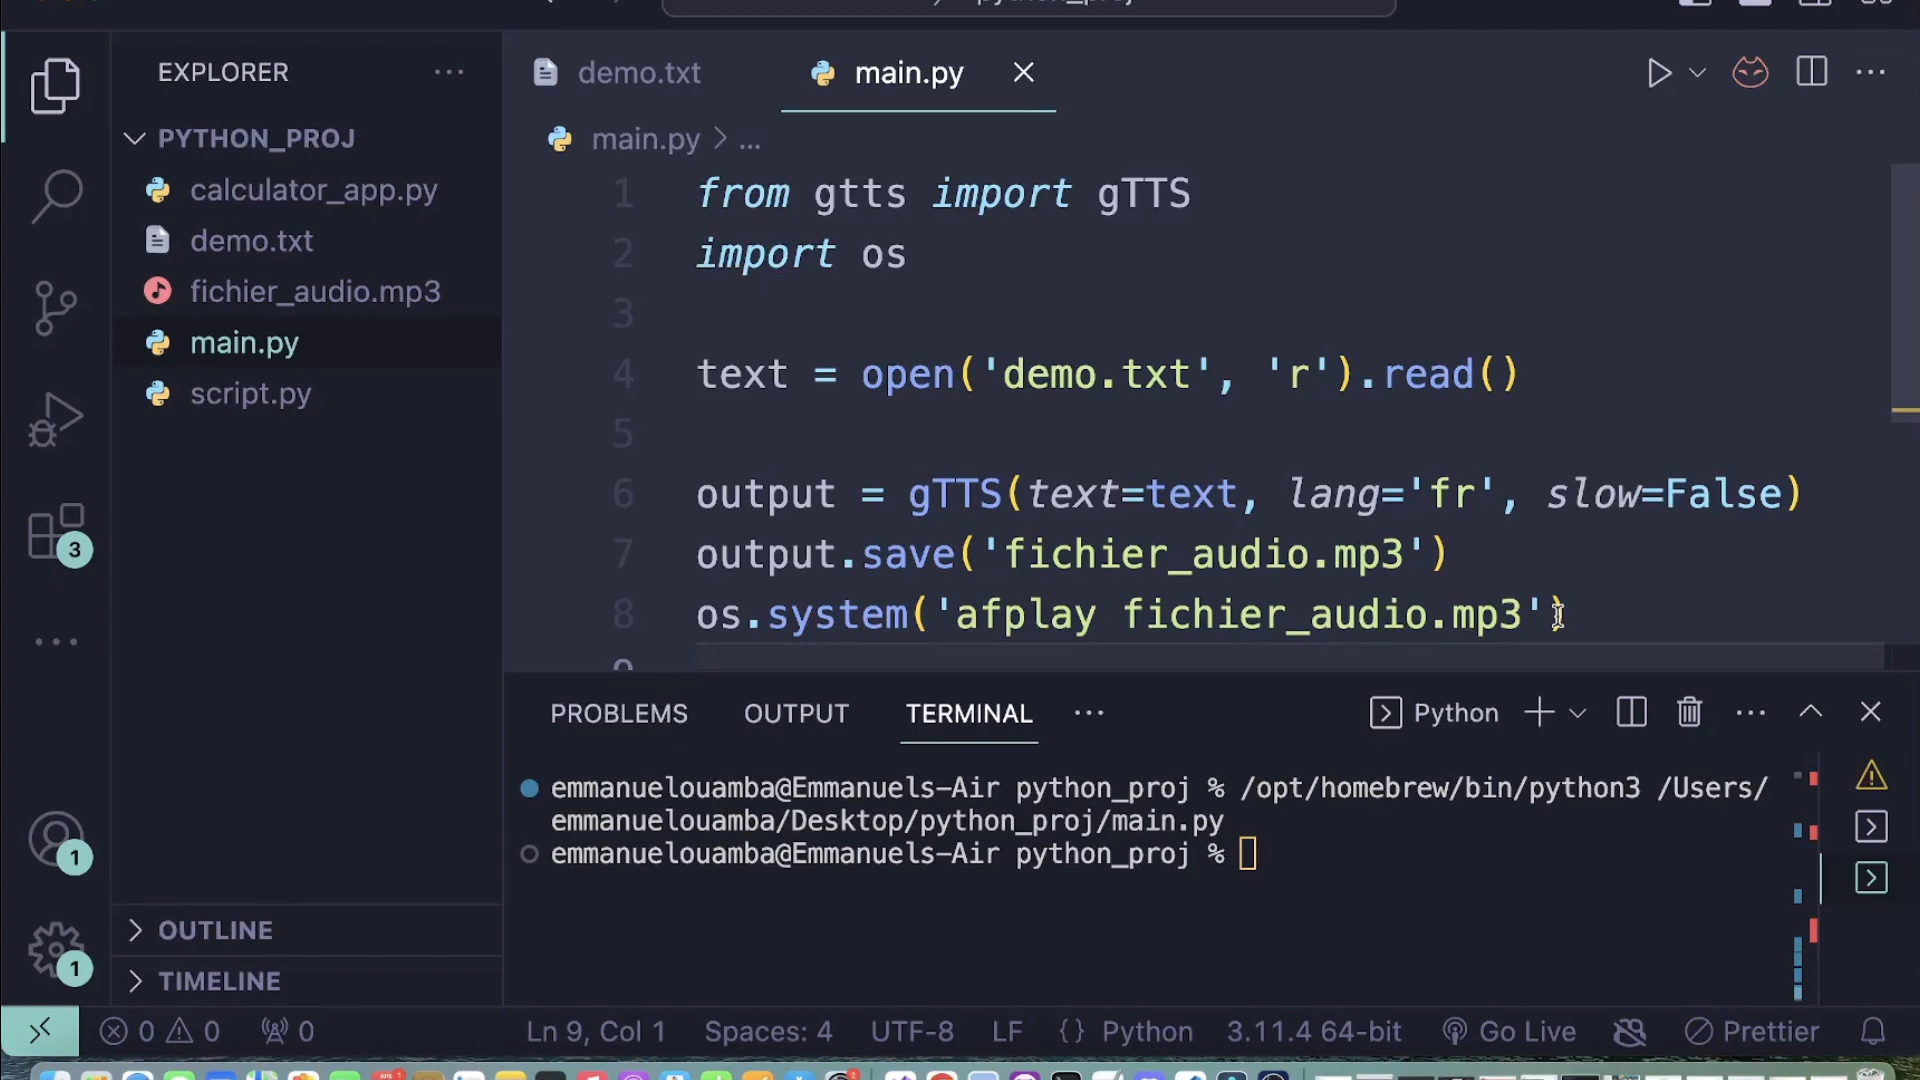 python_proj
EXPLORER
PYTHON_PROJ
calculator_app.py
demo.txt
fichier_audio.mp3
main.py
script.py
OUTLINE
TIMELINE
3
1
1
demo.txt
main.py
main.py > ...
1 from gtts import gTTS
2 import os
3
4 text = open('demo.txt', 'r').read()
5
6 output = gTTS(text=text, lang='fr', slow=False)
7 output.save('fichier_audio.mp3')
8 os.system('afplay fichier_audio.mp3')
9
PROBLEMS OUTPUT TERMINAL ... Python
emmanuelouamba@Emmanuels-Air python_proj % /opt/homebrew/bin/python3 /Users/
emmanuelouamba/Desktop/python_proj/main.py
emmanuelouamba@Emmanuels-Air python_proj %
0 0 0 Ln 9, Col 1 Spaces: 4 UTF-8 LF {} Python 3.11.4 64-bit Go Live Prettier